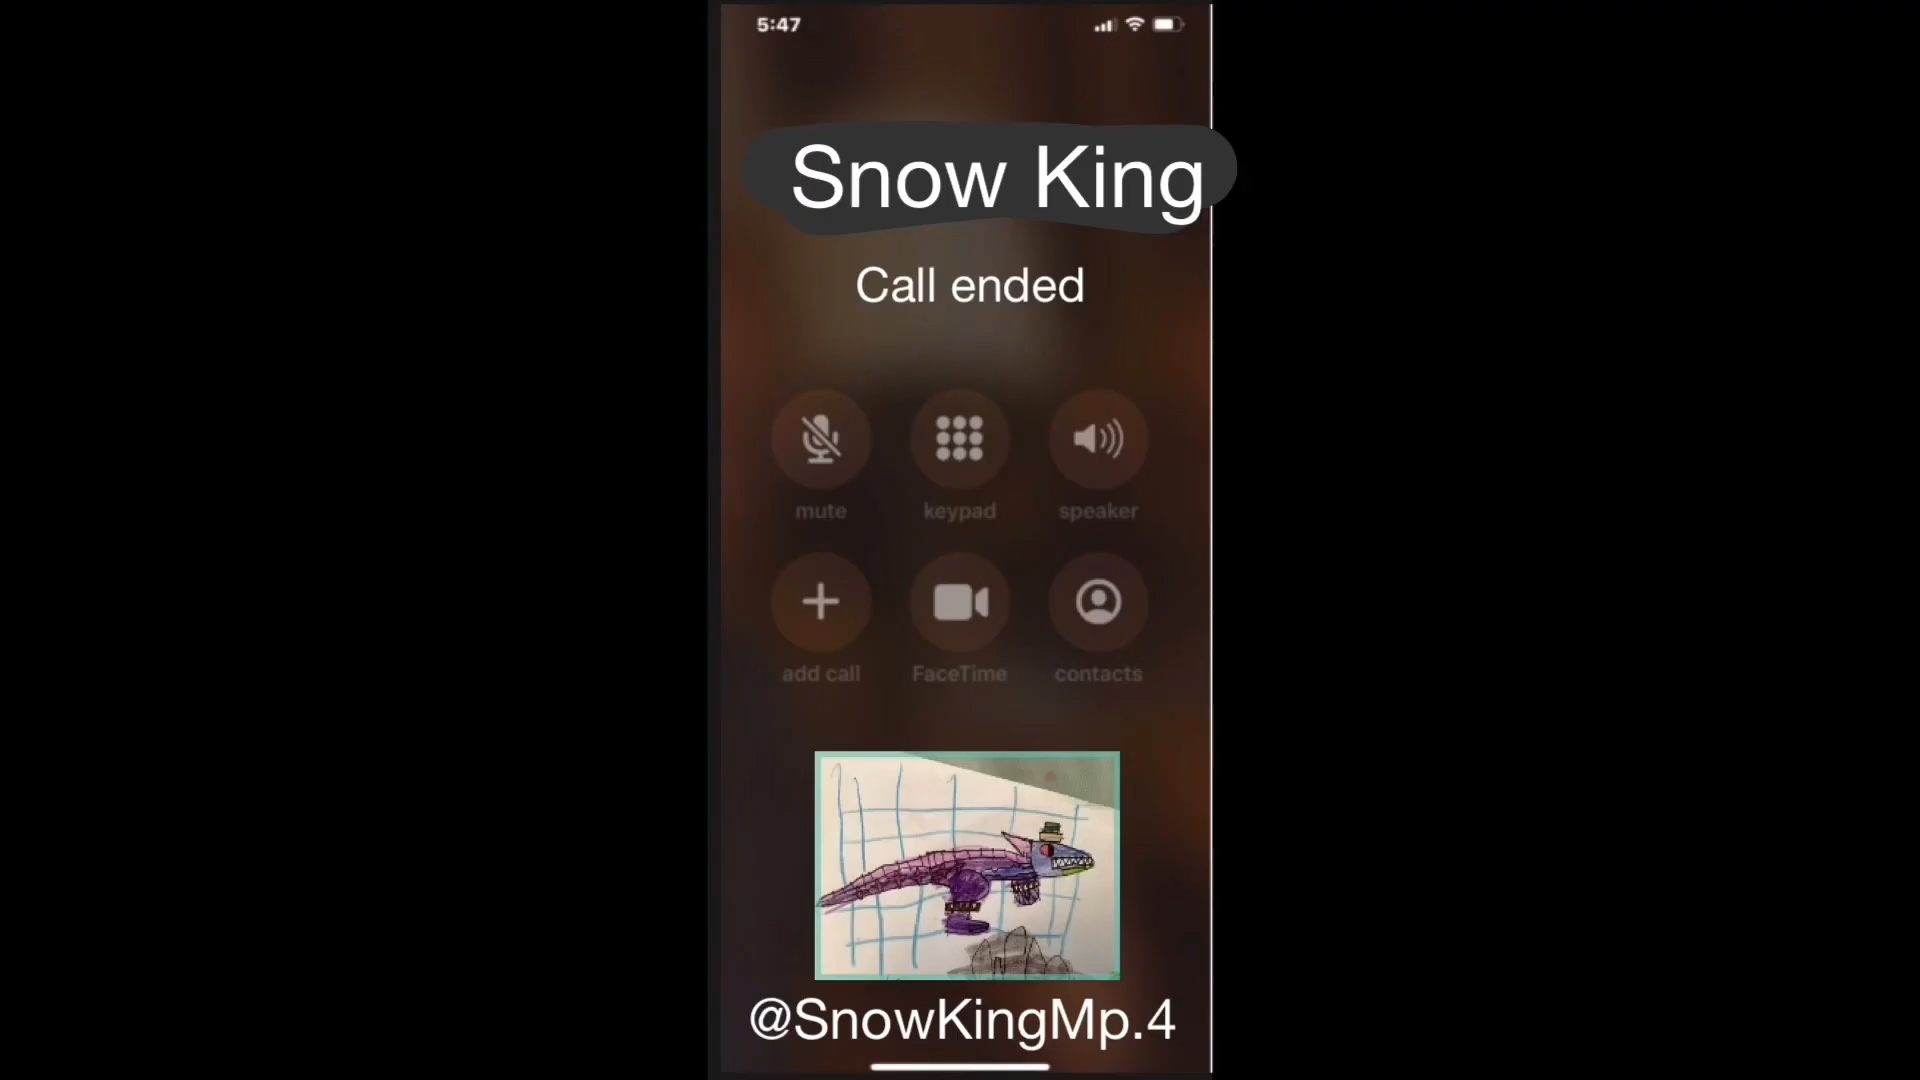 5:47
Snow King
Call ended
mute keypad speaker
add call FaceTime contacts
@SnowKingMp.4